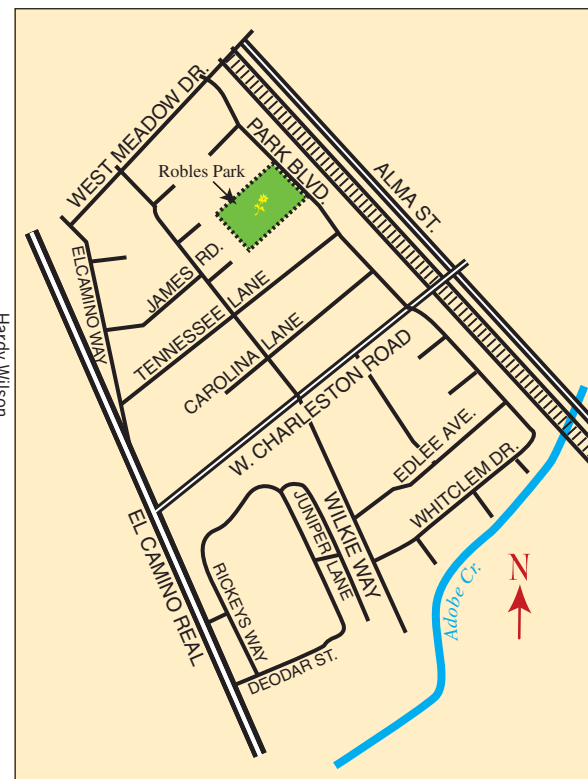 WEST MEADOW DR.
PARK BLVD.
Robles Park
ALMA ST.
ELCAMINO WAY
JAMES RD.
TENNESSEE LANE
CAROLINA LANE
W. CHARLESTON ROAD
EDLEE AVE.
WHITCLEM DR.
WILKIE WAY
JUNIPER LANE
EL CAMINO REAL
RICKEYS WAY
DEODAR ST.
Adobe Cr.
N
Hardy Wilson